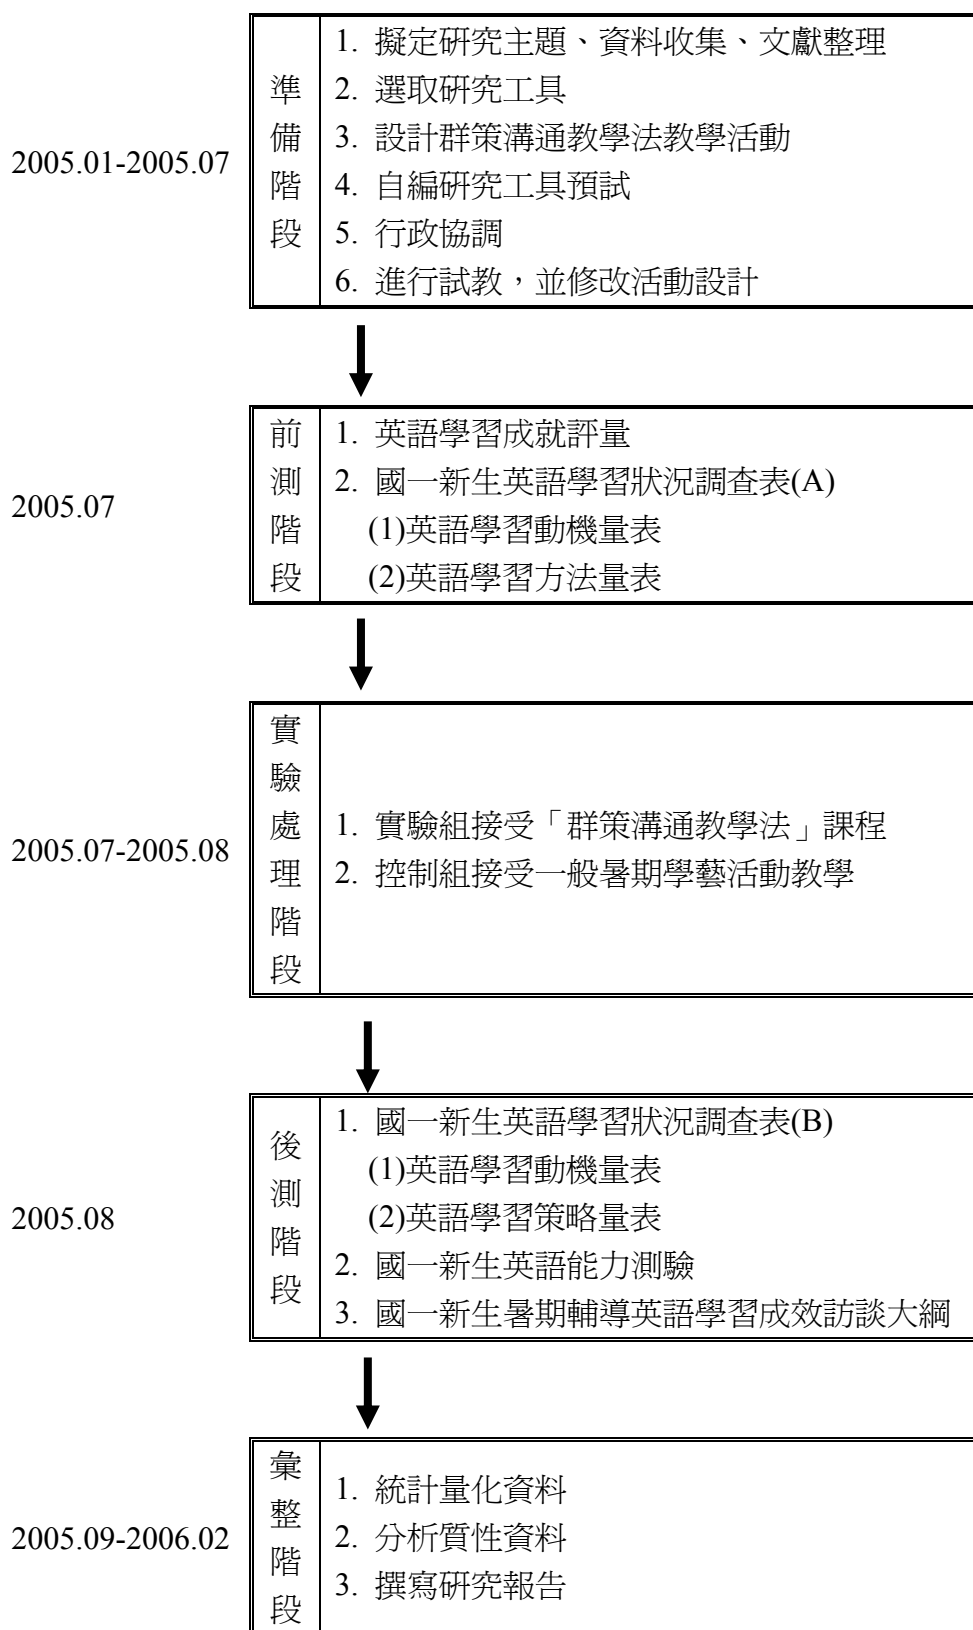 2005.01-2005.07
準備階段
1. 擬定研究主題、資料收集、文獻整理
2. 選取研究工具
3. 設計群策溝通教學法教學活動
4. 自編研究工具預試
5. 行政協調
6. 進行試教，並修改活動設計
2005.07
前測階段
1. 英語學習成就評量
2. 國一新生英語學習狀況調查表(A)
(1)英語學習動機量表
(2)英語學習方法量表
2005.07-2005.08
實驗處理階段
1. 實驗組接受「群策溝通教學法」課程
2. 控制組接受一般暑期學藝活動教學
2005.08
後測階段
1. 國一新生英語學習狀況調查表(B)
(1)英語學習動機量表
(2)英語學習策略量表
2. 國一新生英語能力測驗
3. 國一新生暑期輔導英語學習成效訪談大綱
2005.09-2006.02
彙整階段
1. 統計量化資料
2. 分析質性資料
3. 撰寫研究報告